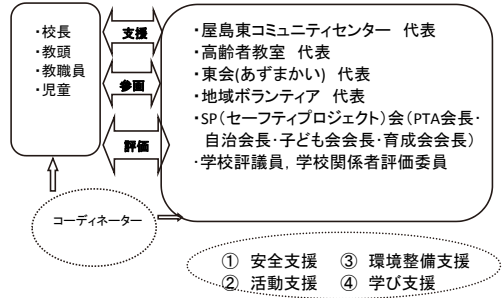 ・校長
・教頭
・教職員
・児童
支援
参画
評価
・屋島東コミュニティセンター　代表
・高齢者教室　代表
・東会(あずまかい)　代表
・地域ボランティア　代表
・SP（セーフティプロジェクト）会（PTA会長・
自治会長・子ども会会長・育成会会長）
・学校評議員，学校関係者評価委員
コーディネーター
①　安全支援　③　環境整備支援
②　活動支援　④　学び支援